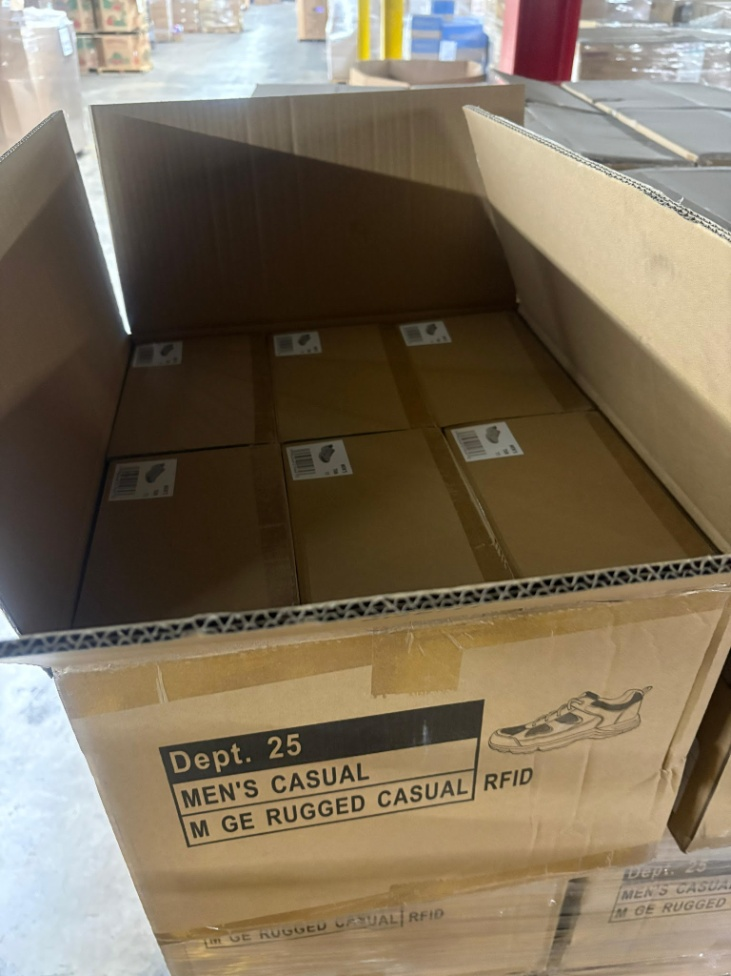 Dept. 25
MEN'S CASUAL
M GE RUGGED CASUAL RFID
M GE RUGGED CASUAL RFID
Dept. 25
MEN'S CASUAL
M GE RUGGED